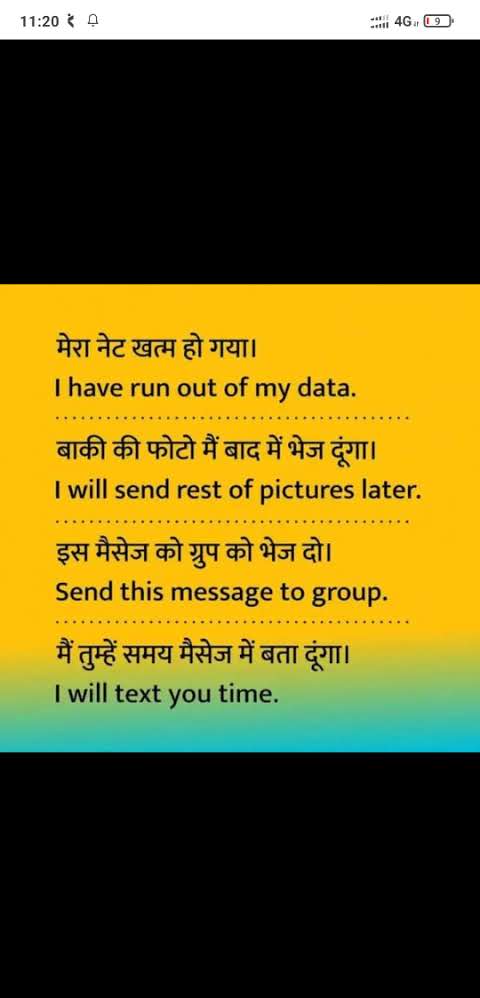 11:20
4G
9
मेरा नेट खत्म हो गया।
I have run out of my data.
बाकी की फोटो मैं बाद में भेज दूंगा।
I will send rest of pictures later.
इस मैसेज को ग्रुप को भेज दो।
Send this message to group.
मैं तुम्हें समय मैसेज में बता दूंगा।
I will text you time.